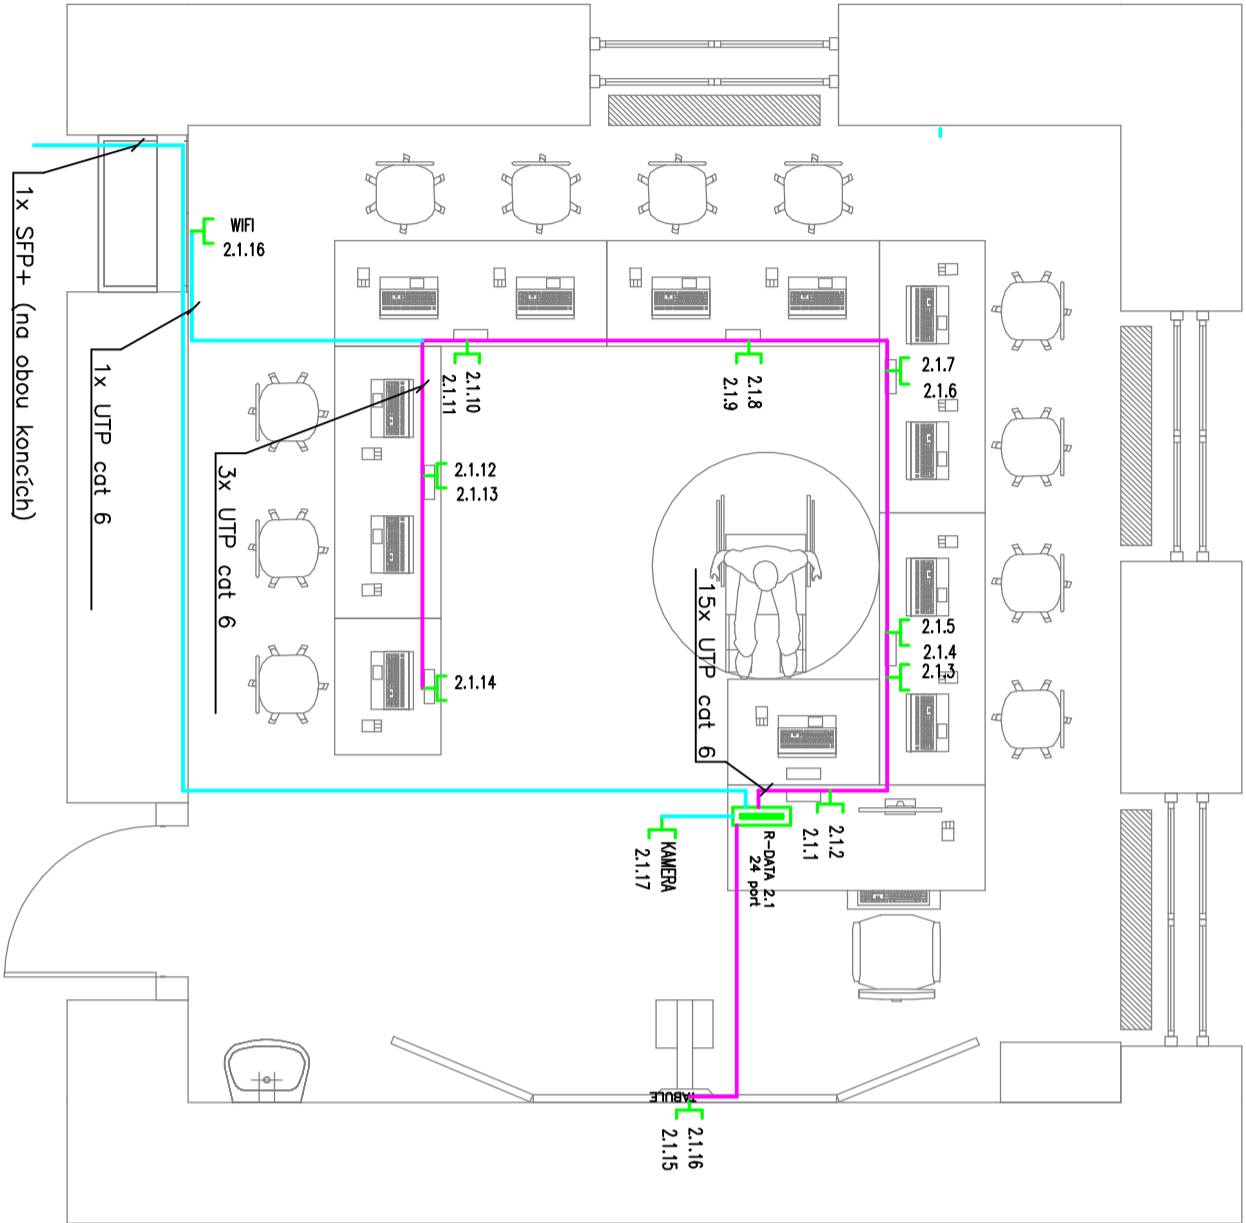 1x SFP+ (na obou koncích)
1x UTP cat 6
3x UTP cat 6
15x UTP cat 6
WIFI
2.1.16
2.1.10
2.1.11
2.1.8
2.1.9
2.1.7
2.1.6
2.1.12
2.1.13
2.1.14
2.1.5
2.1.4
2.1.3
2.1.2
2.1.1
R-DATA 2.1
24 port
KAMERA
2.1.17
TABULE
2.1.16
2.1.15